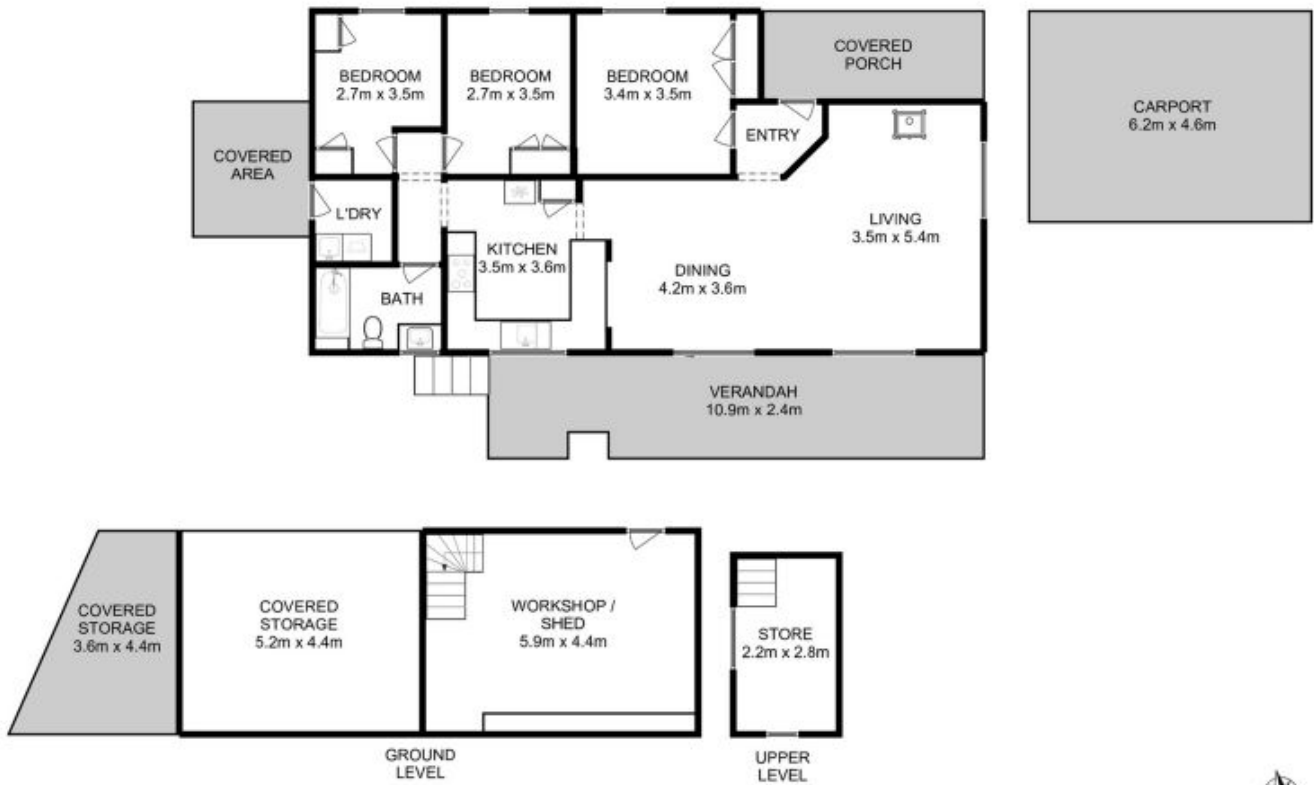 BEDROOM
2.7m x 3.5m
BEDROOM
2.7m x 3.5m
BEDROOM
3.4m x 3.5m
COVERED
PORCH
CARPORT
6.2m x 4.6m
ENTRY
COVERED
AREA
L'DRY
KITCHEN
3.5m x 3.6m
LIVING
3.5m x 5.4m
DINING
4.2m x 3.6m
BATH
VERANDAH
10.9m x 2.4m
COVERED
STORAGE
3.6m x 4.4m
COVERED
STORAGE
5.2m x 4.4m
WORKSHOP /
SHED
5.9m x 4.4m
STORE
2.2m x 2.8m
GROUND
LEVEL
UPPER
LEVEL